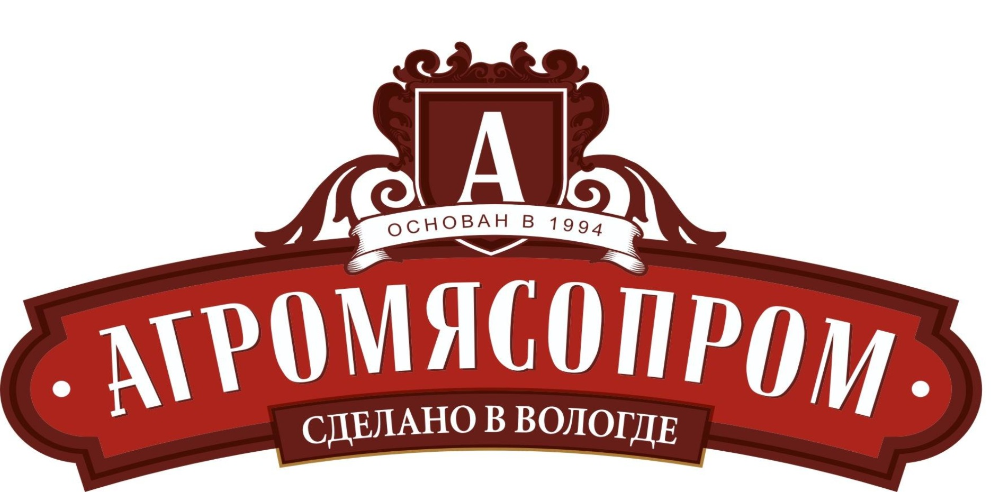 А
ОСНОВАН В 1994
АГРОМЯСОПРОМ
СДЕЛАНО В ВОЛОГДЕ